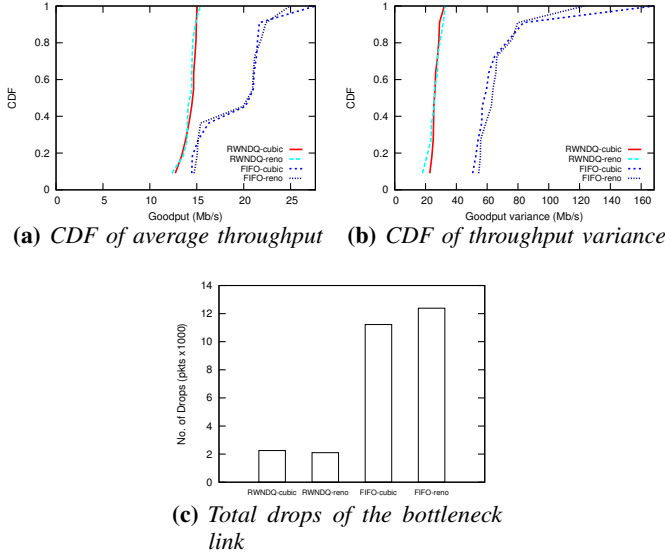 1
0.8
0.6
0.4
0.2
0
CDF
0 5 10 15 20 25
Goodput (Mb/s)
RWNDQ-cubic
RWNDQ-reno
FIFO-cubic
FIFO-reno
(a) CDF of average throughput
1
0.8
0.6
0.4
0.2
0
CDF
0 20 40 60 80 100 120 140 160
Goodput variance (Mb/s)
RWNDQ-cubic
RWNDQ-reno
FIFO-cubic
FIFO-reno
(b) CDF of throughput variance
14
12
10
8
6
4
2
0
No. of Drops (pkts x1000)
RWNDQ-cubic RWNDQ-reno FIFO-cubic FIFO-reno
(c) Total drops of the bottleneck
link